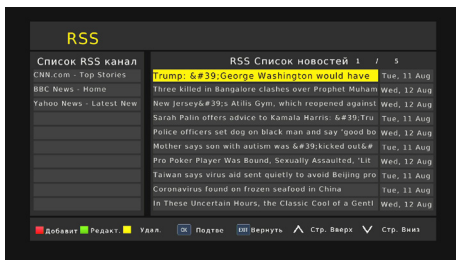 RSS
Список RSS канал
CNN.com - Top Stories
BBC News - Home
Yahoo News - Latest New
RSS Список новостей 1 / 5
Trump: &#39;George Washington would have Tue, 11 Aug
Three killed in Bangalore clashes over Prophet Muham Wed, 12 Aug
New Jersey&#39;s Atilis Gym, which reopened against Wed, 12 Aug
Sarah Palin offers advice to Kamala Harris: &#39;Tru Tue, 11 Aug
Police officers set dog on black man and say 'good bo Wed, 12 Aug
Mother says son with autism was &#39;kicked out&# Tue, 11 Aug
Pro Poker Player Was Bound, Sexually Assaulted, 'Lit Wed, 12 Aug
Taiwan says virus aid sent quietly to avoid Beijing pro Tue, 11 Aug
Coronavirus found on frozen seafood in China Tue, 11 Aug
In These Uncertain Hours, the Classic Cool of a Gentl Wed, 12 Aug
Добавит Редакт. Удал. OK Подтве EXIT Вернуть Стр. Вверх Стр. Вниз